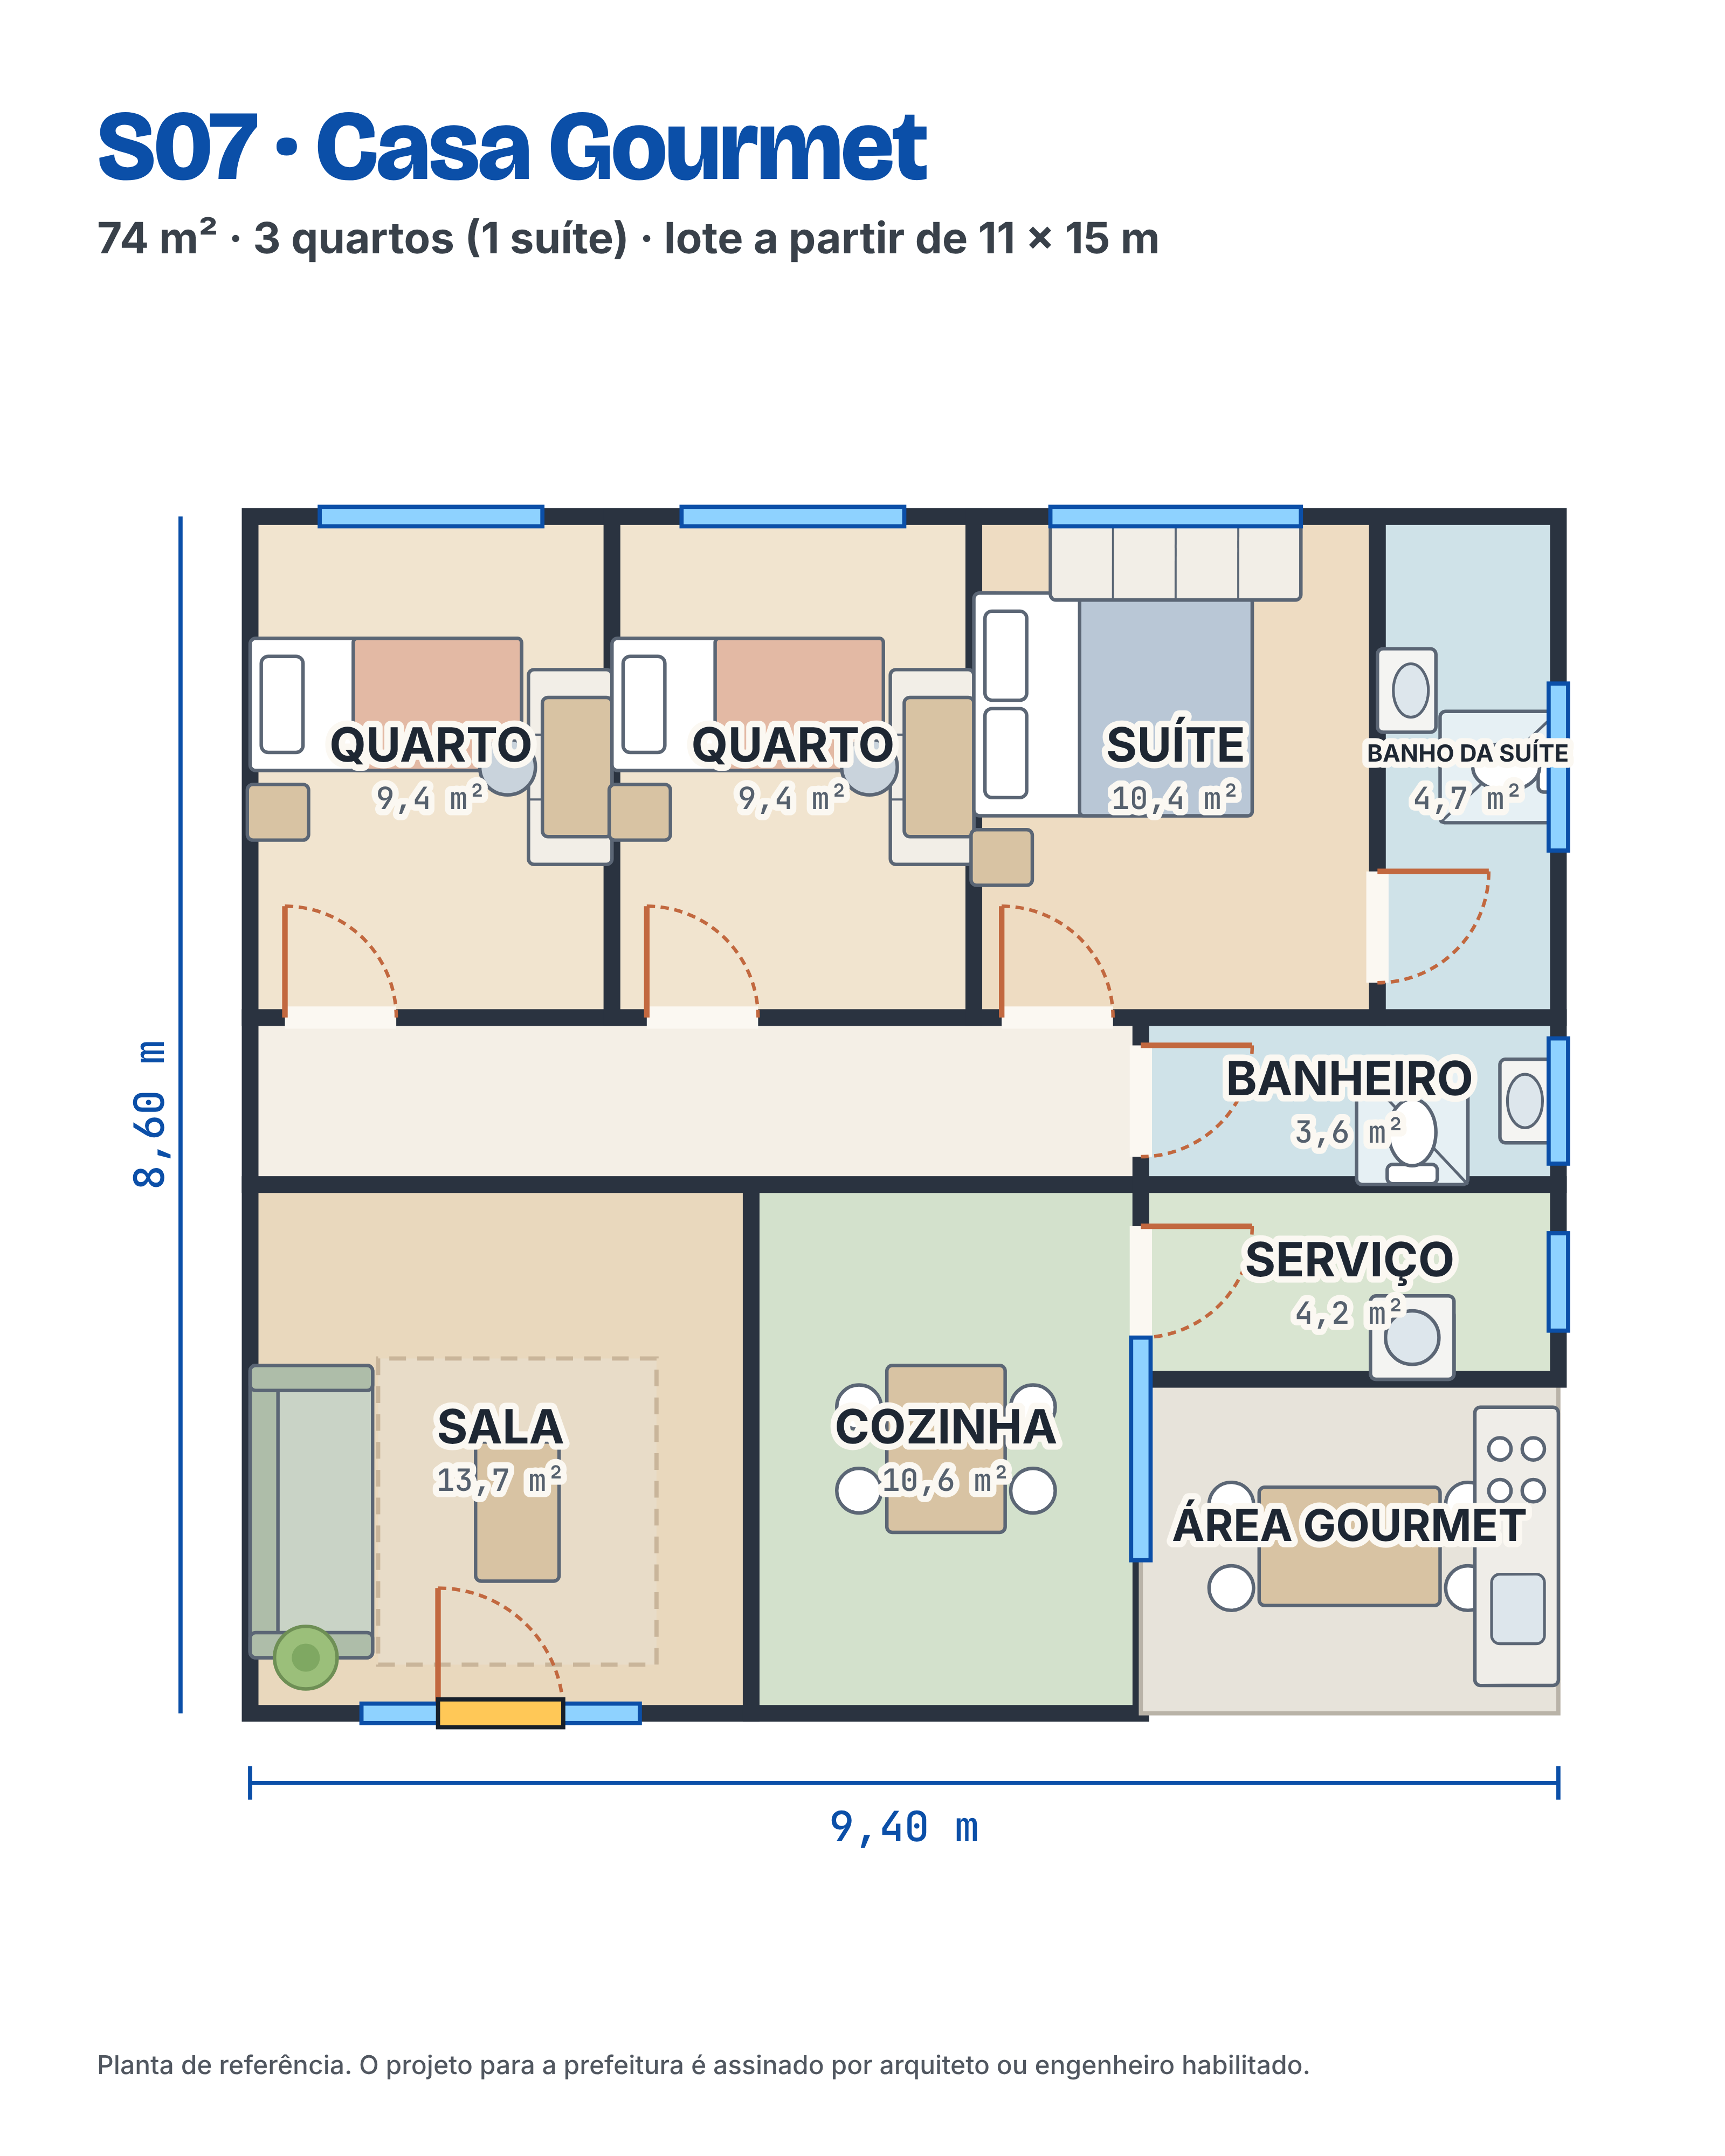 S07 · Casa Gourmet
74 m² · 3 quartos (1 suíte) · lote a partir de 11 × 15 m
QUARTO
9,4 m²
QUARTO
9,4 m²
SUÍTE
10,4 m²
BANHO DA SUÍTE
4,7 m²
8,60 m
BANHEIRO
3,6 m²
SERVIÇO
4,2 m²
SALA
13,7 m²
COZINHA
10,6 m²
ÁREA GOURMET
9,40 m
Planta de referência. O projeto para a prefeitura é assinado por arquiteto ou engenheiro habilitado.